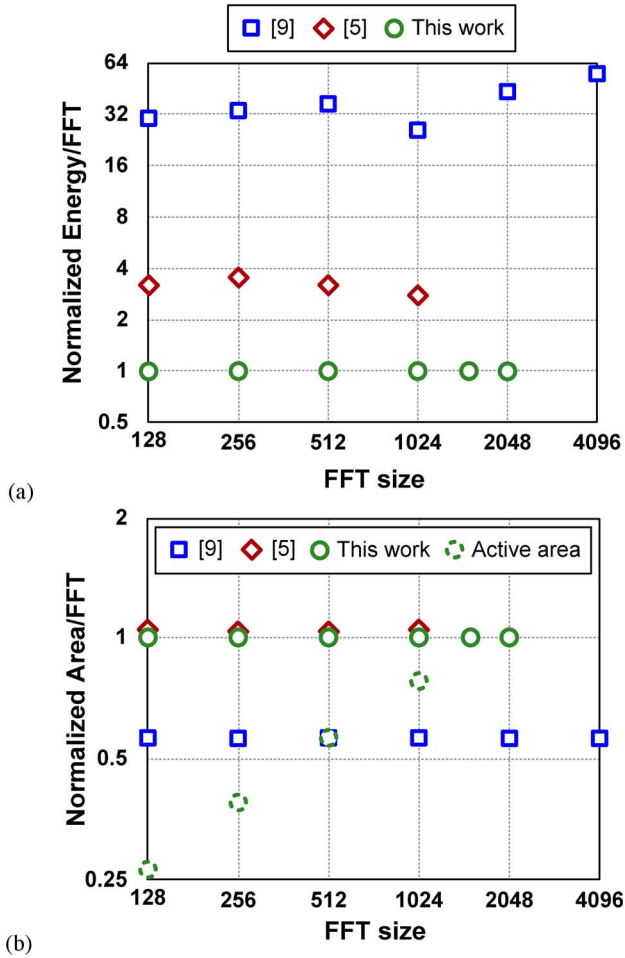 [9] [5] This work
64
32
16
8
4
2
1
0.5
Normalized Energy/FFT
128 256 512 1024 2048 4096
FFT size
(a)
[9] [5] This work Active area
2
1
0.5
0.25
Normalized Area/FFT
128 256 512 1024 2048 4096
FFT size
(b)